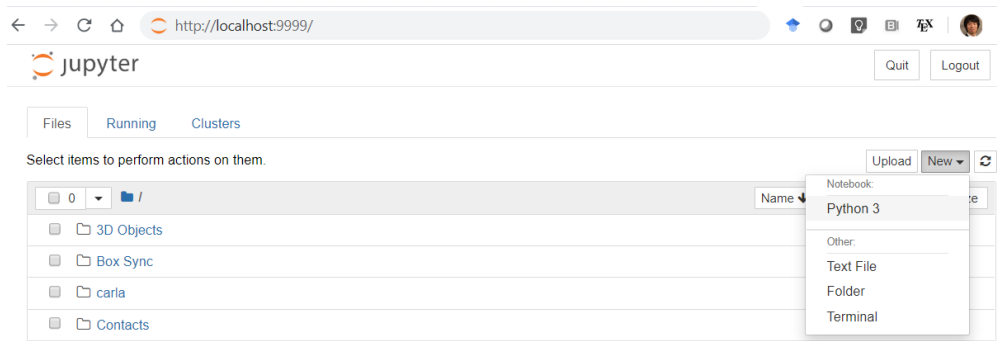 http://localhost:9999/
TEX
jupyter
Quit Logout
Files Running Clusters
Select items to perform actions on them.
Upload New
0 /
Name
Notebook:
Python 3
3D Objects
Other:
Box Sync
Text File
carla
Folder
Contacts
Terminal